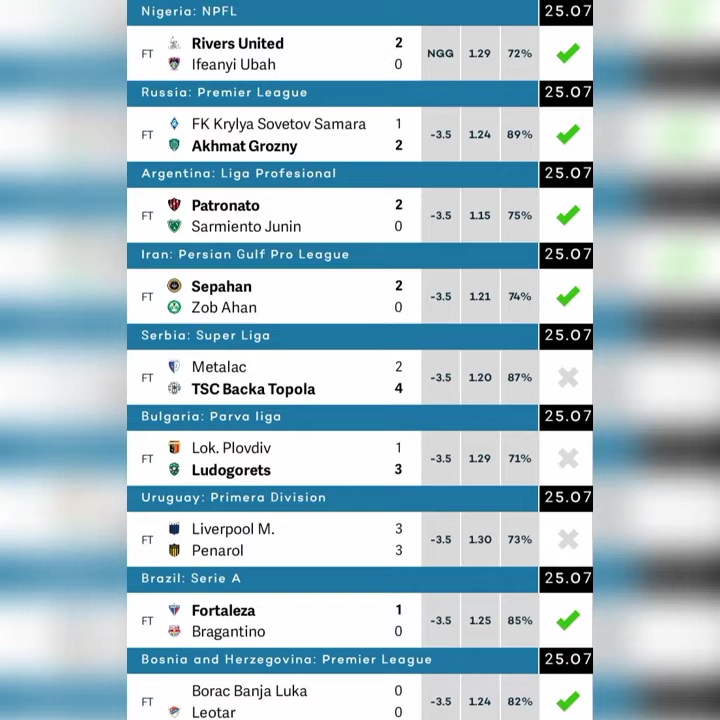 Nigeria: NPFL 25.07
FT Rivers United 2 NGG 1.29 72%
Ifeanyi Ubah 0
Russia: Premier League 25.07
FT FK Krylya Sovetov Samara 1 -3.5 1.24 89%
Akhmat Grozny 2
Argentina: Liga Profesional 25.07
FT Patronato 2 -3.5 1.15 75%
Sarmiento Junin 0
Iran: Persian Gulf Pro League 25.07
FT Sepahan 2 -3.5 1.21 74%
Zob Ahan 0
Serbia: Super Liga 25.07
FT Metalac 2 -3.5 1.20 87%
TSC Backa Topola 4
Bulgaria: Parva liga 25.07
FT Lok. Plovdiv 1 -3.5 1.29 71%
Ludogorets 3
Uruguay: Primera Division 25.07
FT Liverpool M. 3 -3.5 1.30 73%
Penarol 3
Brazil: Serie A 25.07
FT Fortaleza 1 -3.5 1.25 85%
Bragantino 0
Bosnia and Herzegovina: Premier League 25.07
FT Borac Banja Luka 0 -3.5 1.24 82%
Leotar 0